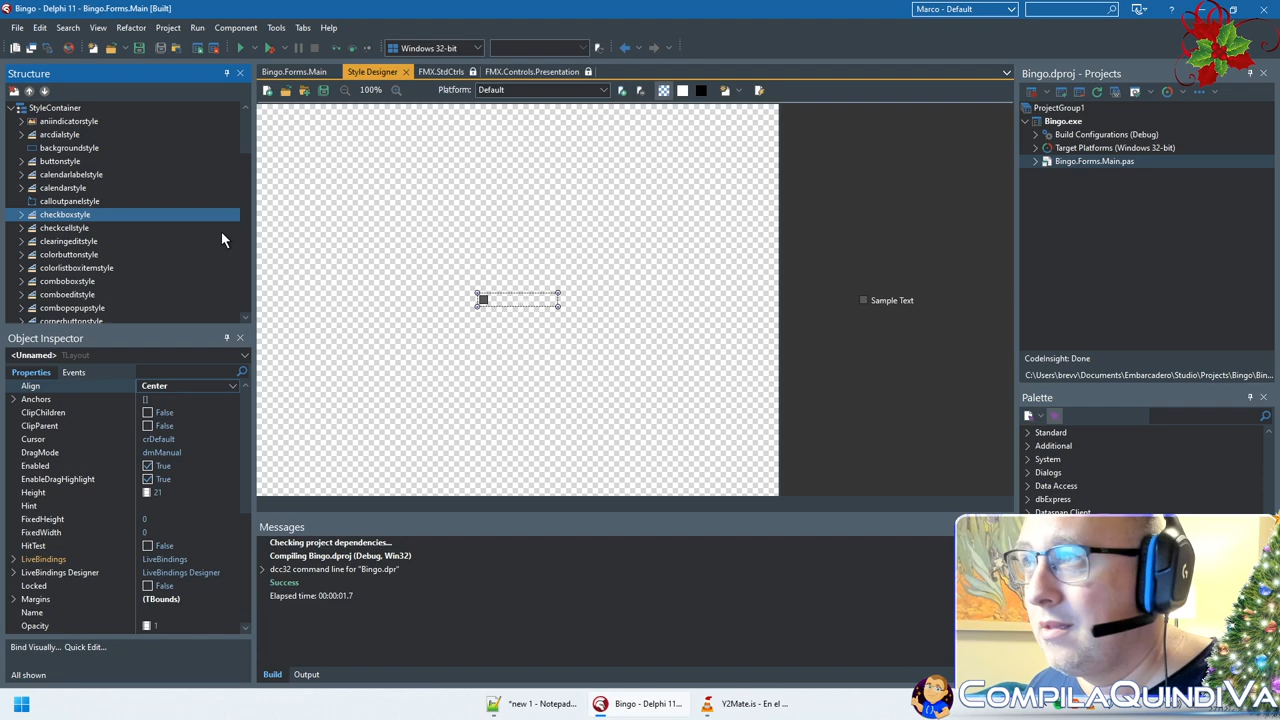 Bingo - Delphi 11 - Bingo.Forms.Main [Built]
Marco - Default
File Edit Search View Refactor Project Run Component Tools Tabs Help
Windows 32-bit
Structure
StyleContainer
aniindicatorstyle
arcdialstyle
backgroundstyle
buttonstyle
calendarlabelstyle
calendarstyle
calloutpanelstyle
checkboxstyle
checkcellstyle
clearingeditstyle
colorbuttonstyle
colorlistboxitemstyle
comboboxstyle
comboeditstyle
combopopupstyle
cornerbuttonstyle
Object Inspector
<Unnamed> TLayout
Properties Events
Align Center
Anchors []
ClipChildren False
ClipParent False
Cursor crDefault
DragMode dmManual
Enabled True
EnableDragHighlight True
Height 21
Hint
FixedHeight 0
FixedWidth 0
HitTest False
LiveBindings LiveBindings
LiveBindings Designer LiveBindings Designer
Locked False
Margins (TBounds)
Name
Opacity 1
Bind Visually... Quick Edit...
All shown
Bingo.Forms.Main Style Designer FMX.StdCtrls FMX.Controls.Presentation
100% Platform: Default
Sample Text
Messages
Checking project dependencies...
Compiling Bingo.dproj (Debug, Win32)
dcc32 command line for "Bingo.dpr"
Success
Elapsed time: 00:00:01.7
Build Output
Bingo.dproj - Projects
ProjectGroup1
Bingo.exe
Build Configurations (Debug)
Target Platforms (Windows 32-bit)
Bingo.Forms.Main.pas
CodeInsight: Done
C:\Users\brevv\Documents\Embarcadero\Studio\Projects\Bingo\Bin...
Palette
Standard
Additional
System
Dialogs
Data Access
dbExpress
Datasnap Client
CompilaQuindiVa
*new 1 - Notepad... Bingo - Delphi 11... Y2Mate.is - En el ...